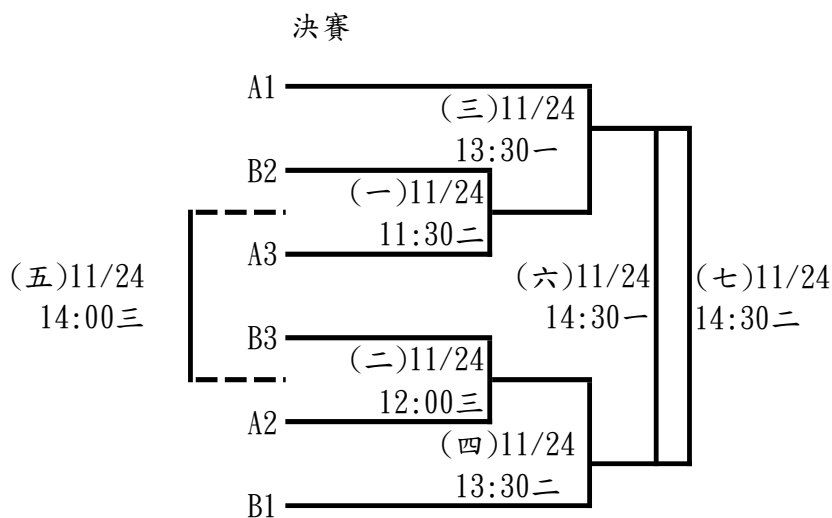 決賽
A1
(三)11/24
13:30一
B2
(一)11/24
11:30二
A3
(五)11/24
14:00三
(六)11/24
14:30一
(七)11/24
14:30二
B3
(二)11/24
12:00三
A2
(四)11/24
13:30二
B1